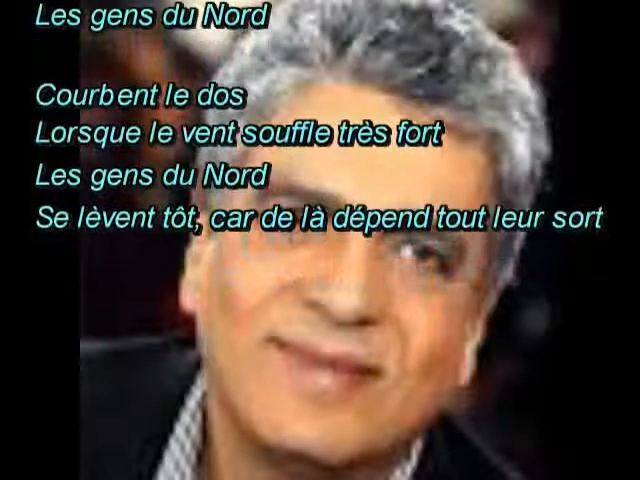 Les gens du Nord
Courbent le dos
Lorsque le vent souffle très fort
Les gens du Nord
Se lèvent tôt, car de là dépend tout leur sort